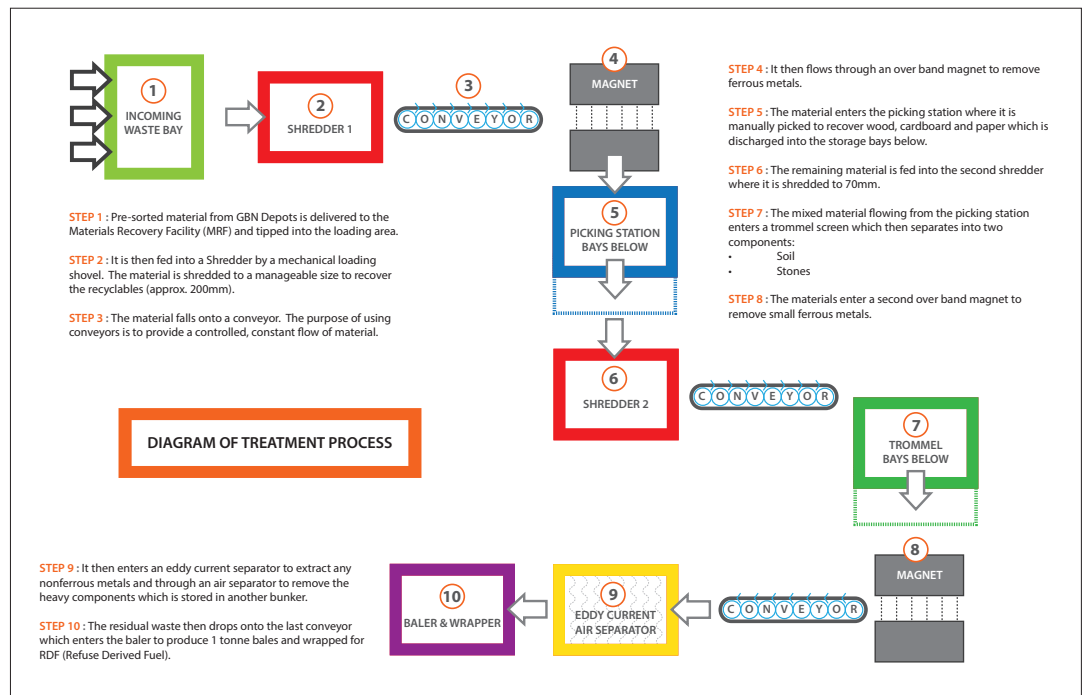 1
INCOMING
WASTE BAY
2
SHREDDER 1
3
CONVEYOR
4
MAGNET
STEP 1 : Pre-sorted material from GBN Depots is delivered to the
Materials Recovery Facility (MRF) and tipped into the loading area.
STEP 2 : It is then fed into a Shredder by a mechanical loading
shovel. The material is shredded to a manageable size to recover
the recyclables (approx. 200mm).
STEP 3 : The material falls onto a conveyor. The purpose of using
conveyors is to provide a controlled, constant flow of material.
5
PICKING STATION
BAYS BELOW
STEP 4 : It then flows through an over band magnet to remove
ferrous metals.
STEP 5 : The material enters the picking station where it is
manually picked to recover wood, cardboard and paper which is
discharged into the storage bays below.
STEP 6 : The remaining material is fed into the second shredder
where it is shredded to 70mm.
STEP 7 : The mixed material flowing from the picking station
enters a trommel screen which then separates into two
components:
• Soil
• Stones
STEP 8 : The materials enter a second over band magnet to
remove small ferrous metals.
DIAGRAM OF TREATMENT PROCESS
6
SHREDDER 2
CONVEYOR
7
TROMMEL
BAYS BELOW
8
MAGNET
CONVEYOR
9
EDDY CURRENT
AIR SEPARATOR
10
BALER & WRAPPER
STEP 9 : It then enters an eddy current separator to extract any
nonferrous metals and through an air separator to remove the
heavy components which is stored in another bunker.
STEP 10 : The residual waste then drops onto the last conveyor
which enters the baler to produce 1 tonne bales and wrapped for
RDF (Refuse Derived Fuel).